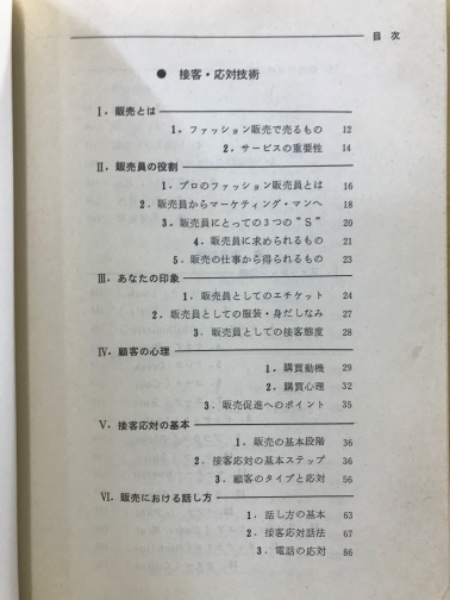 目 次
● 接客・応対技術
Ⅰ．販売とは
1．ファッション販売で売るもの 12
2．サービスの重要性 14
Ⅱ．販売員の役割
1．プロのファッション販売員とは 16
2．販売員からマーケティング・マンへ 18
3．販売員にとっての3つの“S” 20
4．販売員に求められるもの 21
5．販売の仕事から得られるもの 23
Ⅲ．あなたの印象
1．販売員としてのエチケット 24
2．販売員としての服装・身だしなみ 27
3．販売員としての接客態度 28
Ⅳ．顧客の心理
1．購買動機 29
2．購買心理 32
3．販売促進へのポイント 35
Ⅴ．接客応対の基本
1．販売の基本段階 36
2．接客応対の基本ステップ 36
3．顧客のタイプと応対 56
Ⅵ．販売における話し方
1．話し方の基本 63
2．接客応対話法 67
3．電話の応対 86